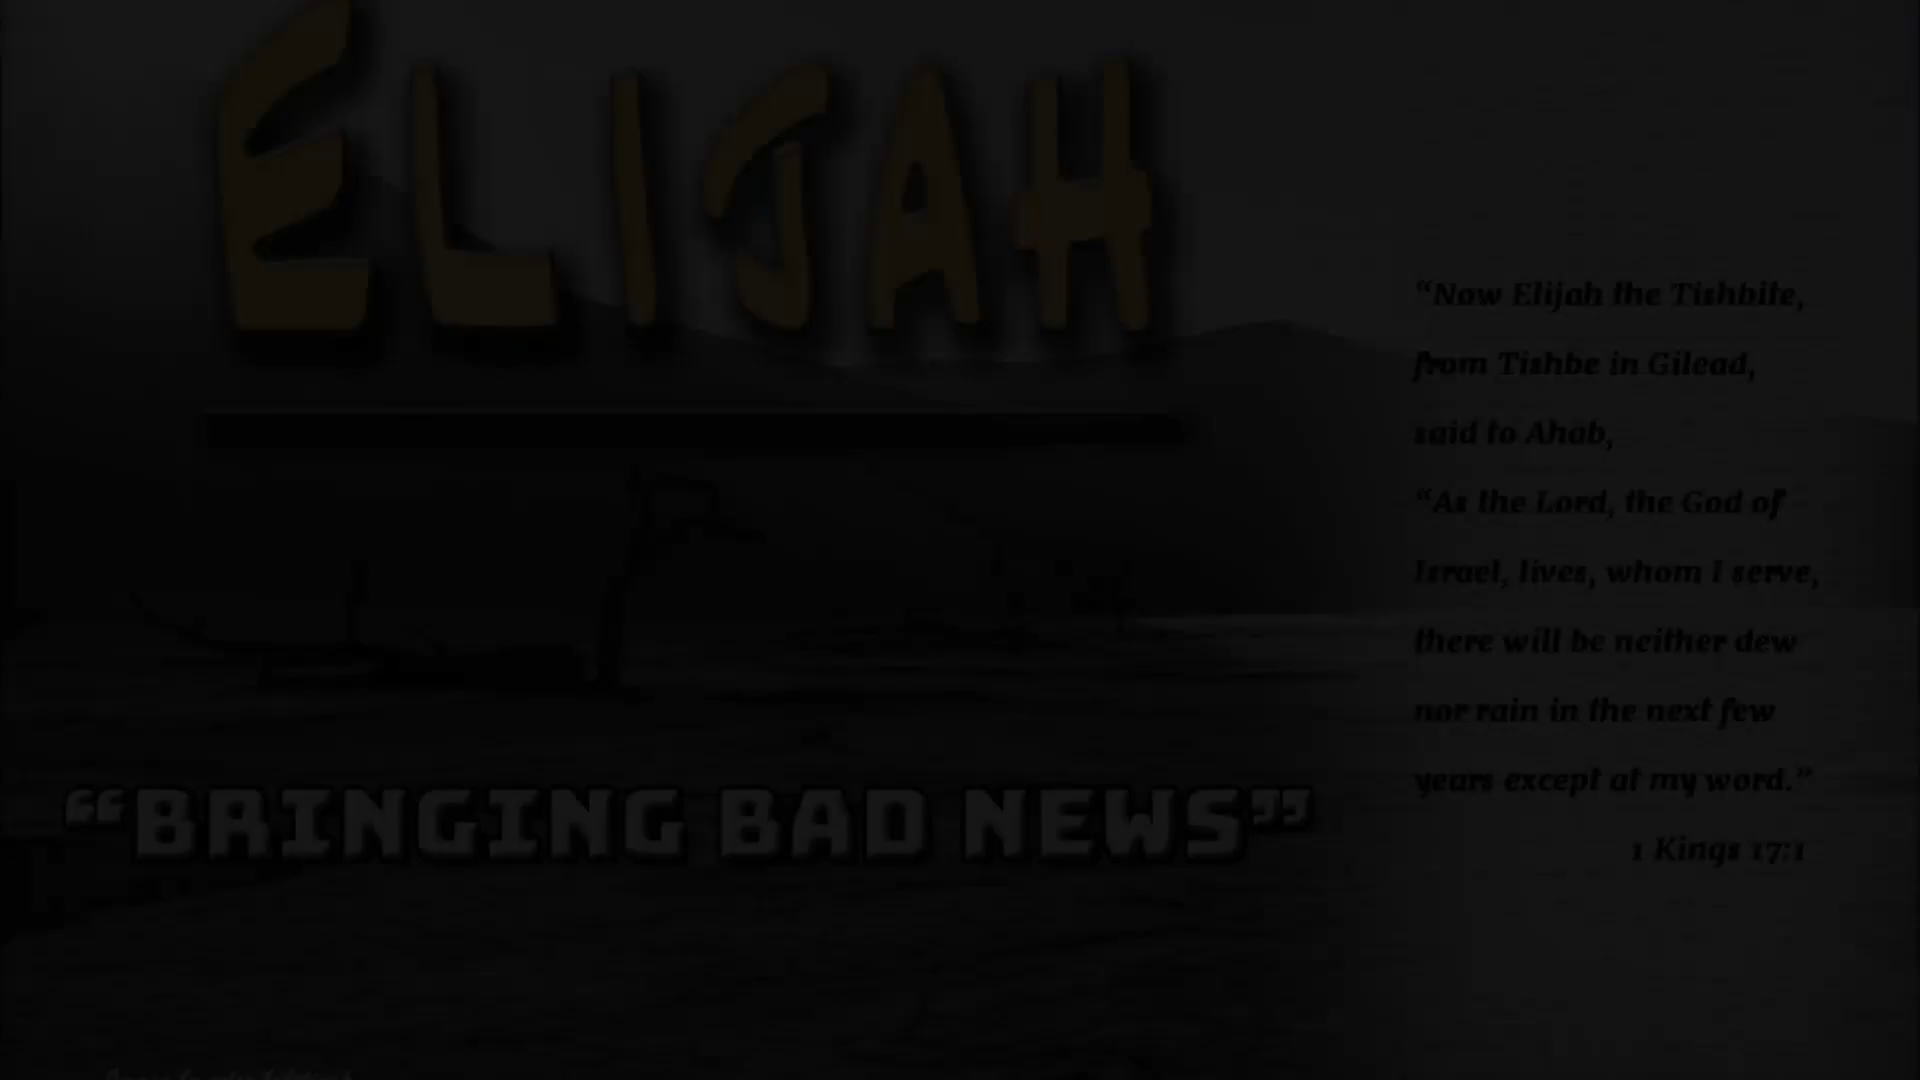 ELIJAH
“Now Elijah the Tishbite,
from Tishbe in Gilead,
said to Ahab,
“As the Lord, the God of
Israel, lives, whom I serve,
there will be neither dew
nor rain in the next few
years except at my word.”
1 Kings 17:1
“BRINGING BAD NEWS”